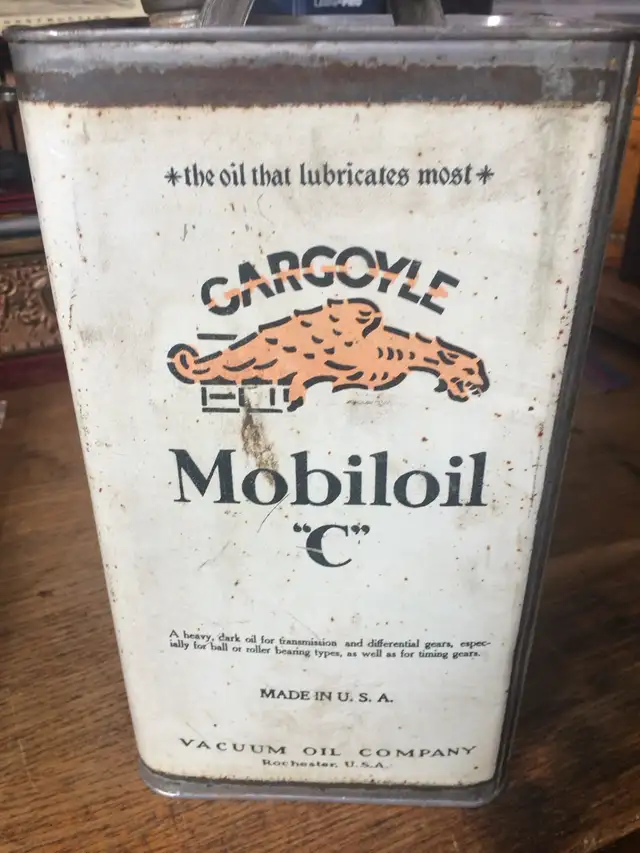 *the oil that lubricates most*
GARGOYLE
Mobiloil
“C”
A heavy, dark oil for transmission and differential gears, espec-
ially for ball or roller bearing types, as well as for timing gears.
MADE IN U. S. A.
VACUUM OIL COMPANY
Rochester, U.S.A.